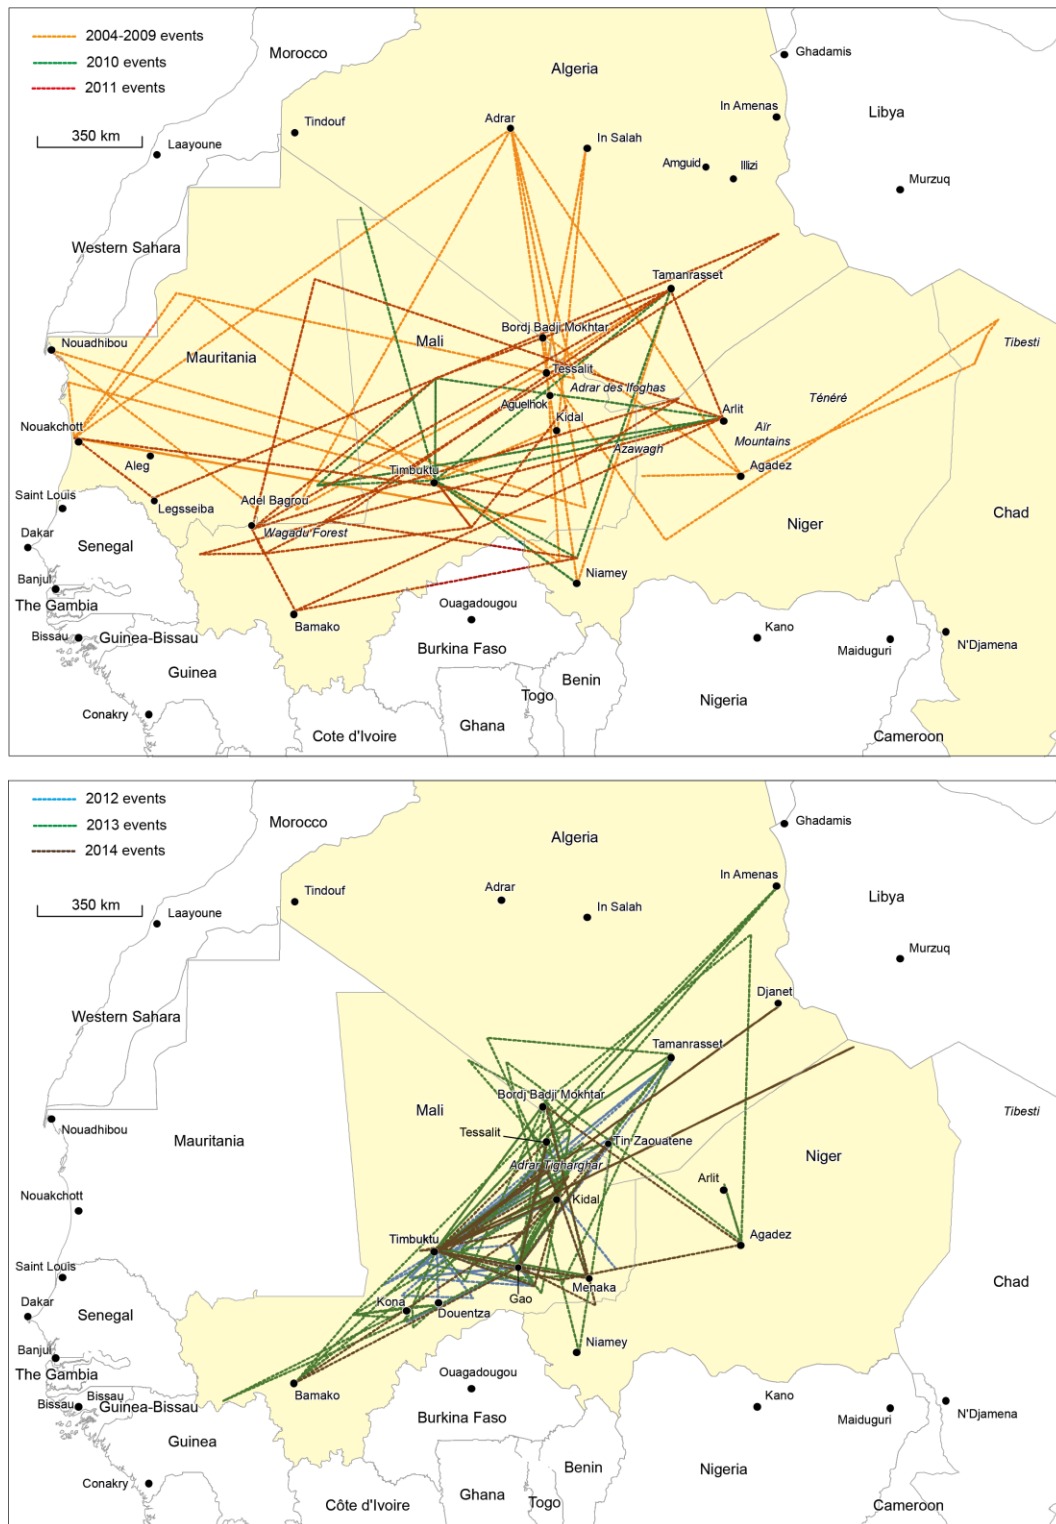 2004-2009 events
2010 events
2011 events
350 km
Morocco
Algeria
Ghadamis
Libya
In Amenas
Adrar
Tindouf
In Salah
Laayoune
Amguid
Illizi
Murzuq
Western Sahara
Tamanrasset
Bordj Badji Mokhtar
Nouadhibou
Mauritania
Mali
Tibesti
Tessalit
Adrar des Ifoghas
Aguelhok
Ténéré
Arlit
Kidal
Nouakchott
Aïr
Mountains
Azawagh
Aleg
Timbuktu
Agadez
Saint Louis
Legsseiba
Adel Bagrou
Niger
Chad
Wagadu Forest
Dakar
Senegal
Banjul
Niamey
The Gambia
Ouagadougou
Bamako
Bissau
Guinea-Bissau
Kano
N'Djamena
Burkina Faso
Maiduguri
Guinea
Benin
Togo
Nigeria
Conakry
Ghana
Cote d'Ivoire
Cameroon
2012 events
2013 events
2014 events
350 km
Morocco
Algeria
Ghadamis
In Amenas
Adrar
Tindouf
In Salah
Libya
Laayoune
Murzuq
Djanet
Western Sahara
Tamanrasset
Bordj Badji Mokhtar
Mali
Tibesti
Nouadhibou
Mauritania
Tessalit
Tin Zaouatene
Niger
Adrar Tigharghar
Arlit
Nouakchott
Kidal
Timbuktu
Agadez
Saint Louis
Menaka
Chad
Gao
Kona
Douentza
Dakar
Senegal
Banjul
Niamey
The Gambia
Ouagadougou
Bamako
Bissau
Bissau
Guinea-Bissau
Kano
N'Djamena
Burkina Faso
Maiduguri
Guinea
Benin
Nigeria
Conakry
Ghana
Togo
Côte d'Ivoire
Cameroon